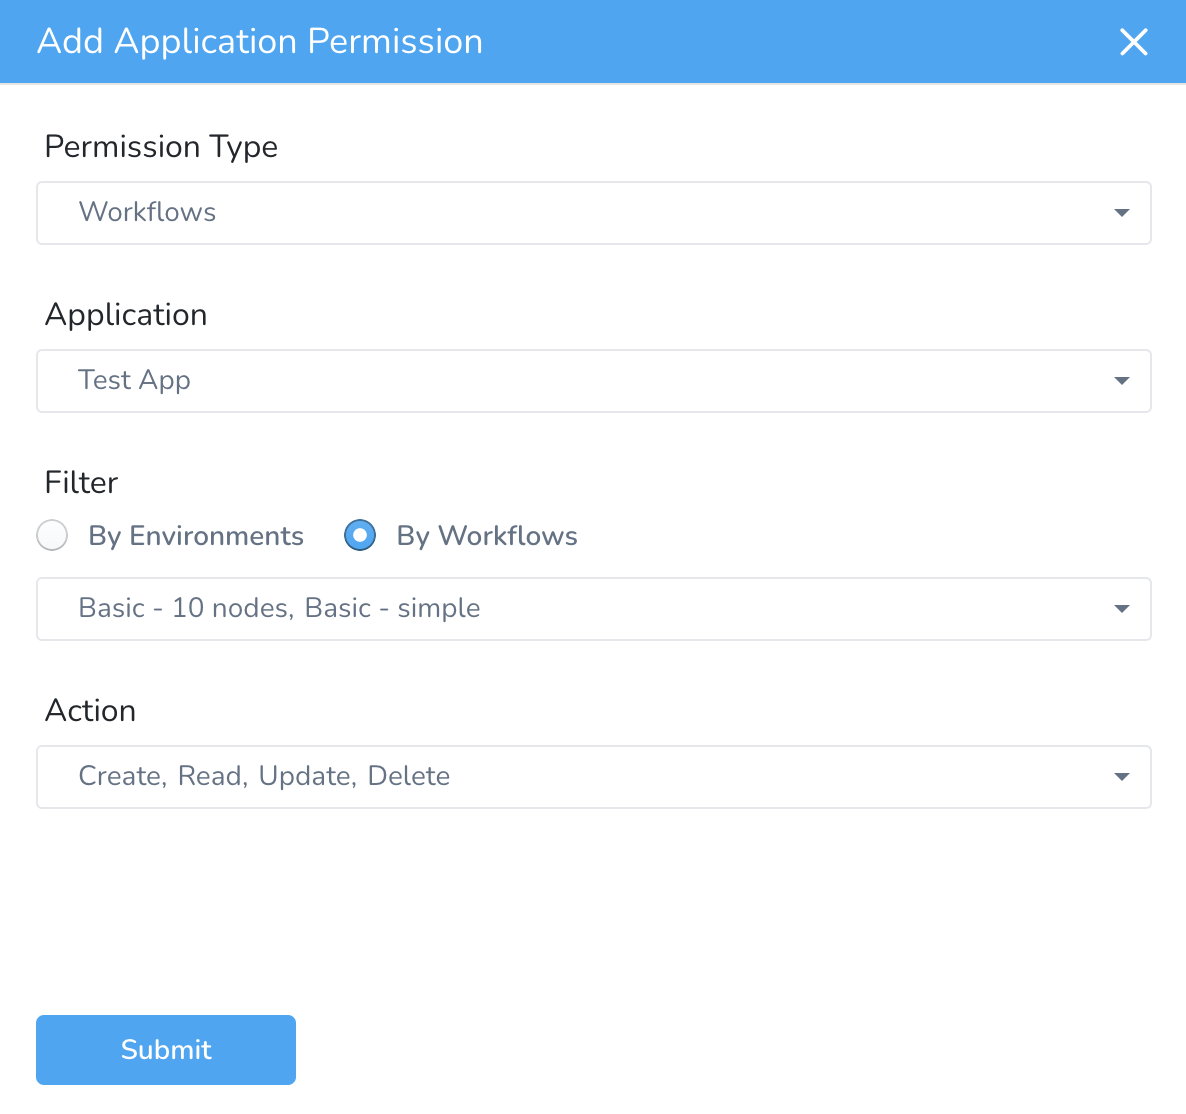 Add Application Permission
Permission Type
Workflows
Application
Test App
Filter
By Environments By Workflows
Basic - 10 nodes, Basic - simple
Action
Create, Read, Update, Delete
Submit